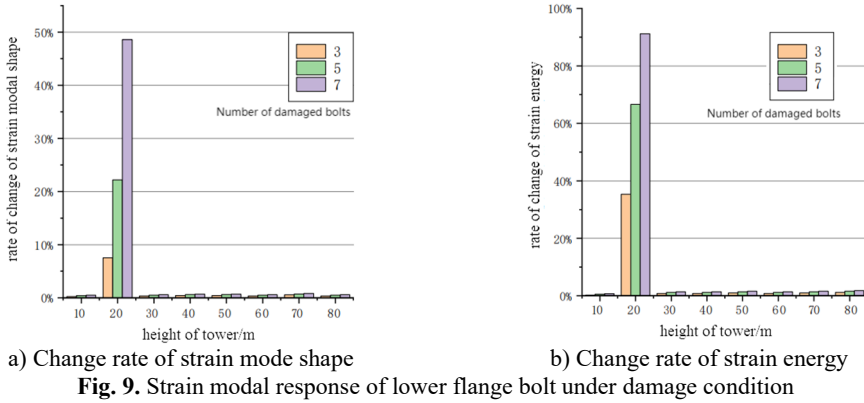 50%
40%
30%
20%
10%
0%
rate of change of strain modal shape
3
5
7
Number of damaged bolts
10 20 30 40 50 60 70 80
height of tower/m
100%
80%
60%
40%
20%
0%
rate of change of strain energy
3
5
7
Number of damaged bolts
10 20 30 40 50 60 70 80
height of tower/m
a) Change rate of strain mode shape
b) Change rate of strain energy
Fig. 9. Strain modal response of lower flange bolt under damage condition